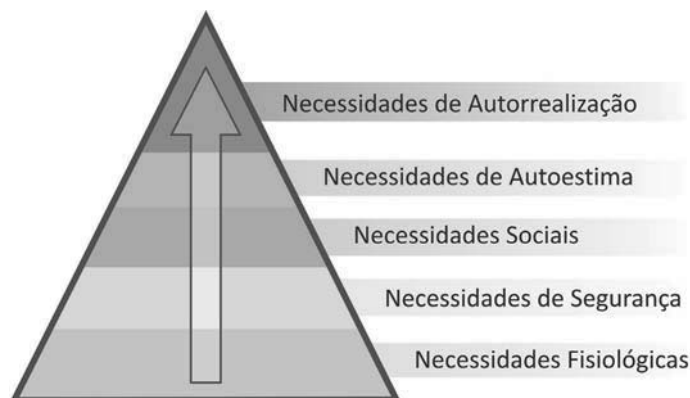 Necessidades de Autorrealização
Necessidades de Autoestima
Necessidades Sociais
Necessidades de Segurança
Necessidades Fisiológicas